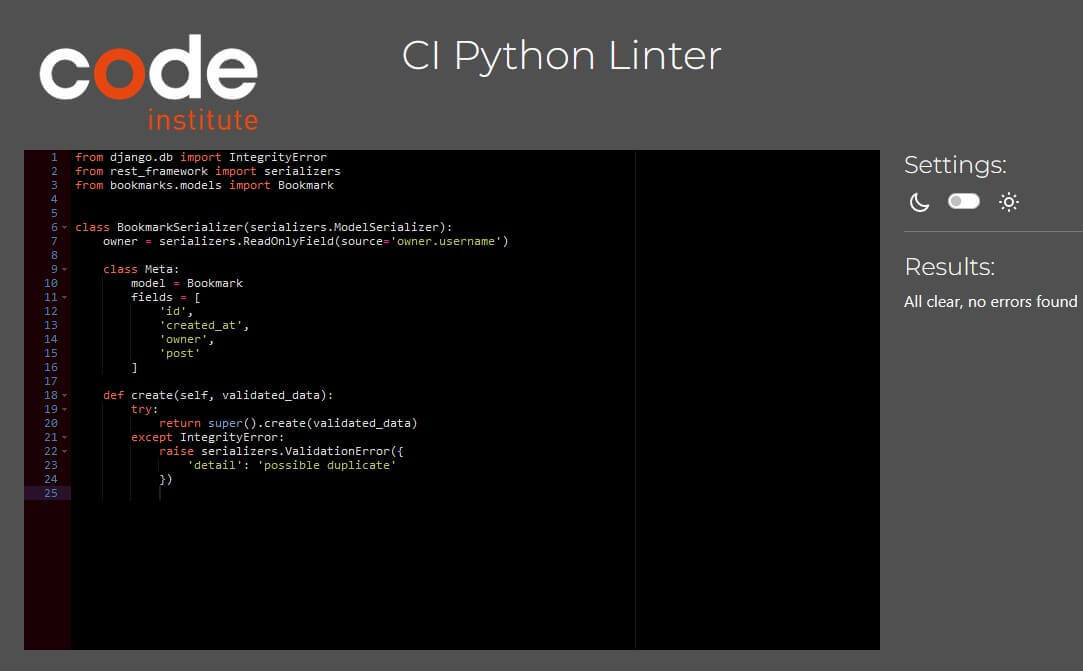 code
institute
CI Python Linter
1 from django.db import IntegrityError
2 from rest_framework import serializers
3 from bookmarks.models import Bookmark
4
5
6 class BookmarkSerializer(serializers.ModelSerializer):
7     owner = serializers.ReadOnlyField(source='owner.username')
8
9     class Meta:
10         model = Bookmark
11         fields = [
12             'id',
13             'created_at',
14             'owner',
15             'post'
16         ]
17
18     def create(self, validated_data):
19         try:
20             return super().create(validated_data)
21         except IntegrityError:
22             raise serializers.ValidationError({
23                 'detail': 'possible duplicate'
24             })
25
Settings:
Results:
All clear, no errors found